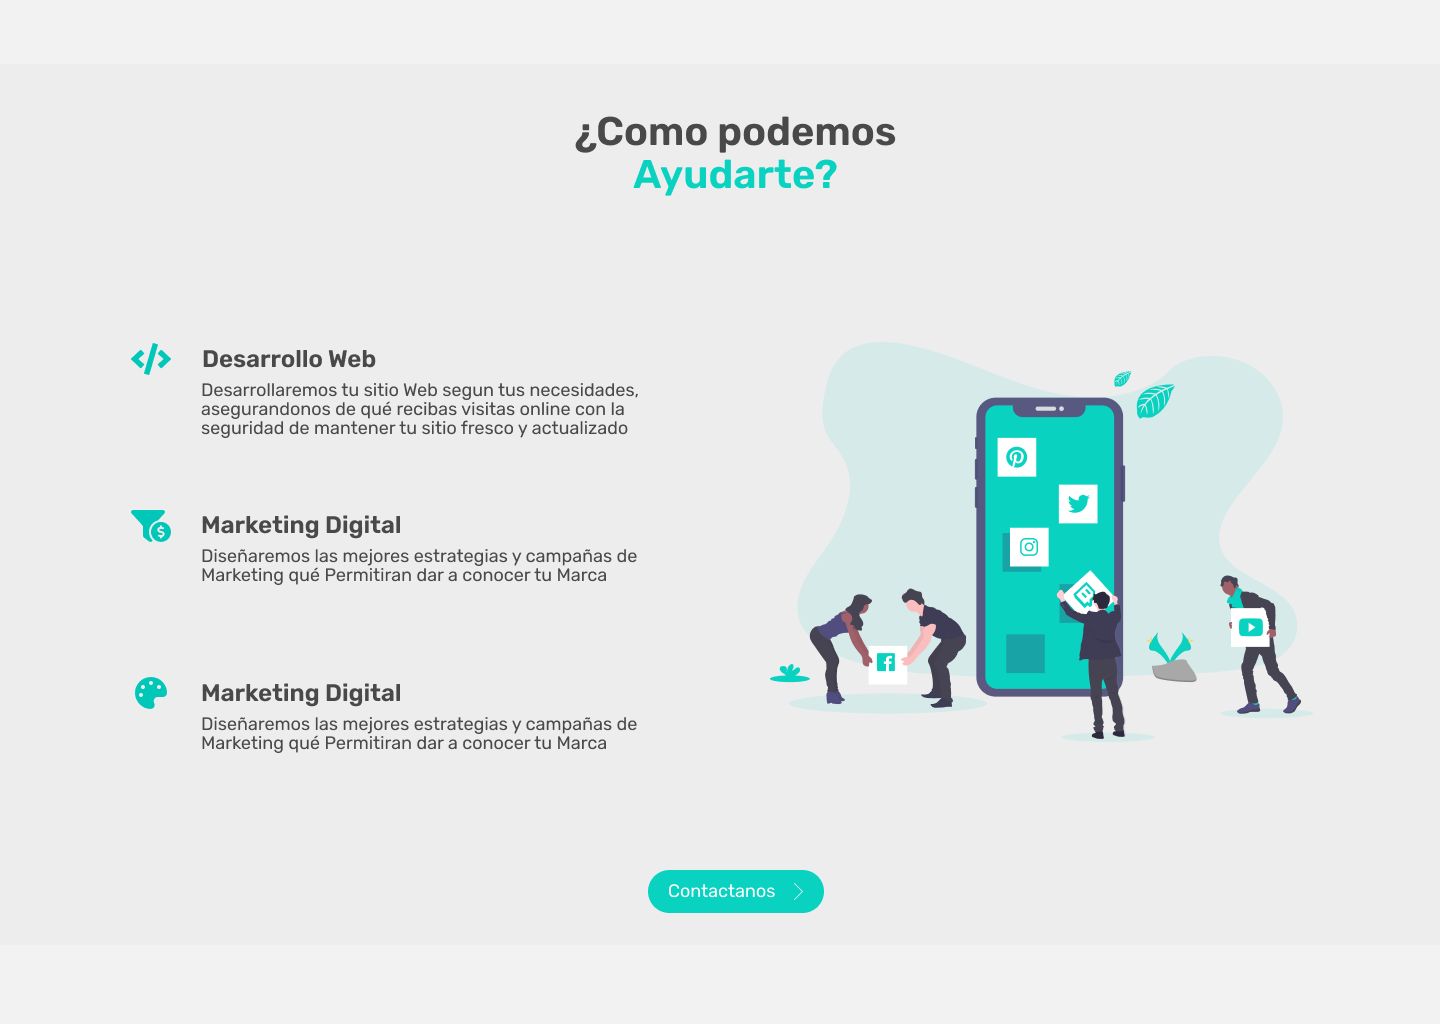 ¿Como podemos
Ayudarte?
Desarrollo Web
Desarrollaremos tu sitio Web segun tus necesidades,
asegurandonos de qué recibas visitas online con la
seguridad de mantener tu sitio fresco y actualizado
Marketing Digital
Diseñaremos las mejores estrategias y campañas de
Marketing qué Permitiran dar a conocer tu Marca
Marketing Digital
Diseñaremos las mejores estrategias y campañas de
Marketing qué Permitiran dar a conocer tu Marca
Contactanos